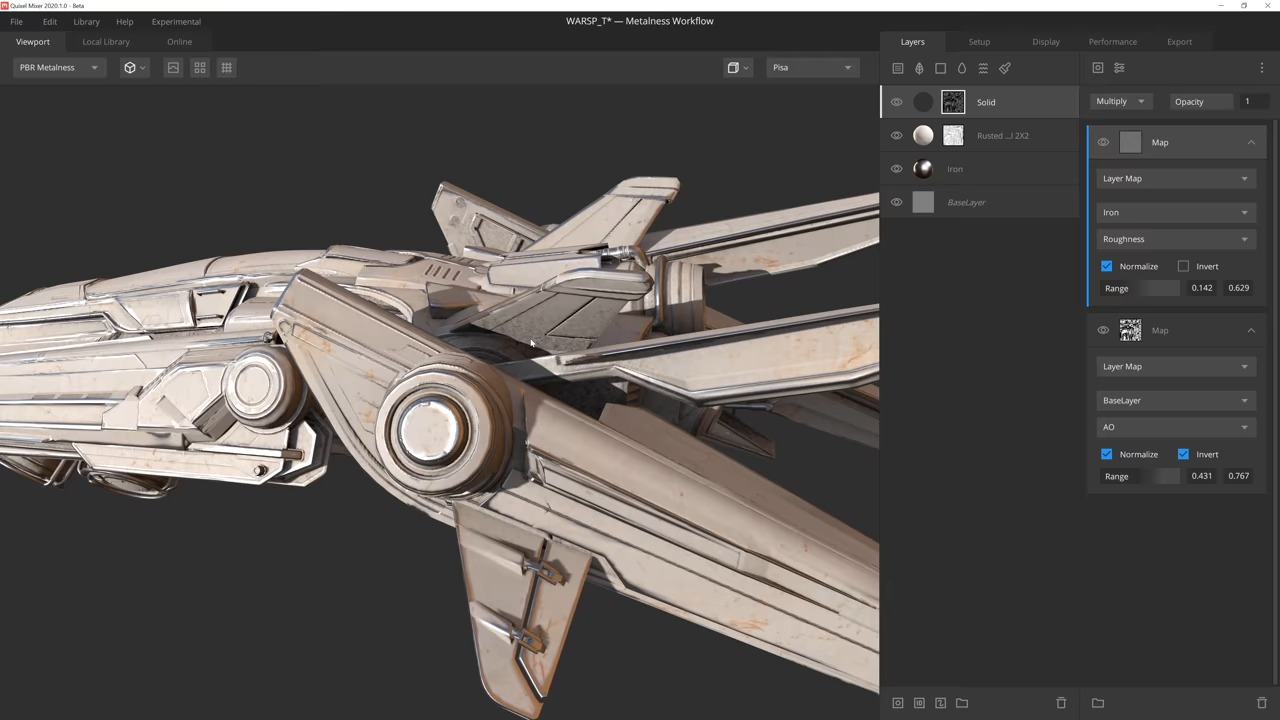 Quixel Mixer 2020.1.0 - Beta
File Edit Library Help Experimental
WARSP_T* — Metalness Workflow
Viewport Local Library Online
Layers Setup Display Performance Export
PBR Metalness
Pisa
Solid
Rusted ...l 2X2
Iron
BaseLayer
Multiply Opacity 1
Map
Layer Map
Iron
Roughness
Normalize Invert
Range 0.142 0.629
Map
Layer Map
BaseLayer
AO
Normalize Invert
Range 0.431 0.767